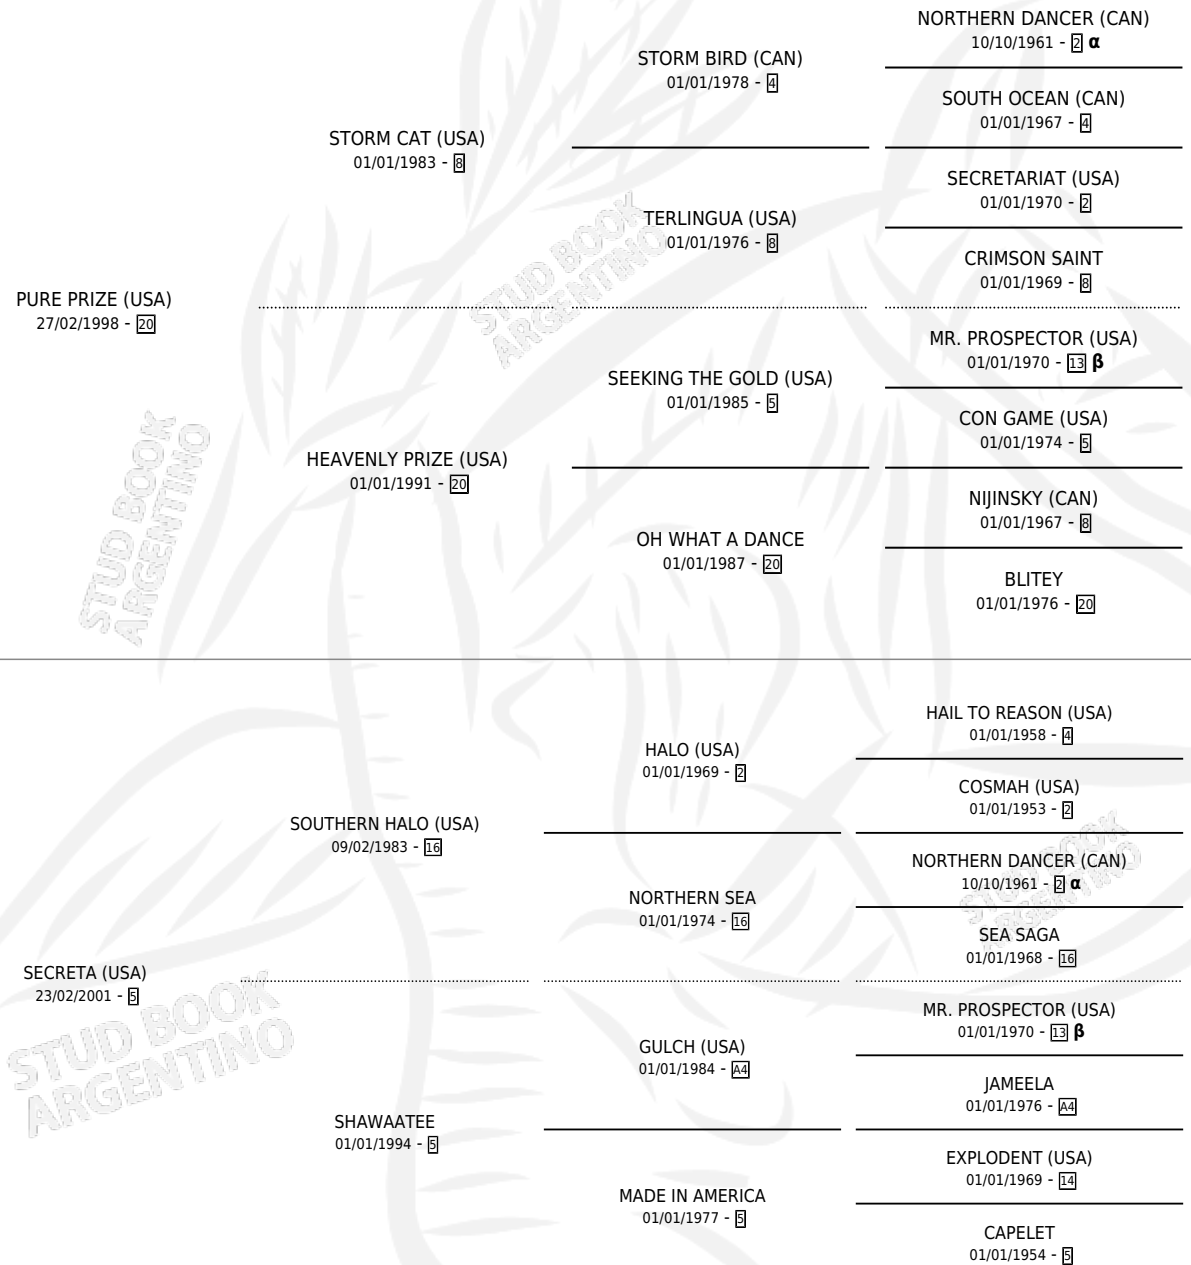 NORTHERN DANCER (CAN)
10/10/1961 - 2 α
STORM BIRD (CAN)
01/01/1978 - 4
SOUTH OCEAN (CAN)
01/01/1967 - 4
STORM CAT (USA)
01/01/1983 - 8
SECRETARIAT (USA)
01/01/1970 - 2
TERLINGUA (USA)
01/01/1976 - 8
CRIMSON SAINT
01/01/1969 - 8
PURE PRIZE (USA)
27/02/1998 - 20
MR. PROSPECTOR (USA)
01/01/1970 - 13 β
SEEKING THE GOLD (USA)
01/01/1985 - 5
CON GAME (USA)
01/01/1974 - 5
HEAVENLY PRIZE (USA)
01/01/1991 - 20
NIJINSKY (CAN)
01/01/1967 - 8
OH WHAT A DANCE
01/01/1987 - 20
BLITEY
01/01/1976 - 20
HAIL TO REASON (USA)
01/01/1958 - 4
HALO (USA)
01/01/1969 - 2
COSMAH (USA)
01/01/1953 - 2
SOUTHERN HALO (USA)
09/02/1983 - 16
NORTHERN DANCER (CAN)
10/10/1961 - 2 α
NORTHERN SEA
01/01/1974 - 16
SEA SAGA
01/01/1968 - 16
SECRETA (USA)
23/02/2001 - 5
MR. PROSPECTOR (USA)
01/01/1970 - 13 β
GULCH (USA)
01/01/1984 - A4
JAMEELA
01/01/1976 - A4
SHAWAATEE
01/01/1994 - 5
EXPLODENT (USA)
01/01/1969 - 14
MADE IN AMERICA
01/01/1977 - 5
CAPELET
01/01/1954 - 5
STUD BOOK
ARGENTINO
STUD BOOK
ARGENTINO
STUD BOOK
ARGENTINO
STUD BOOK
ARGENTINO